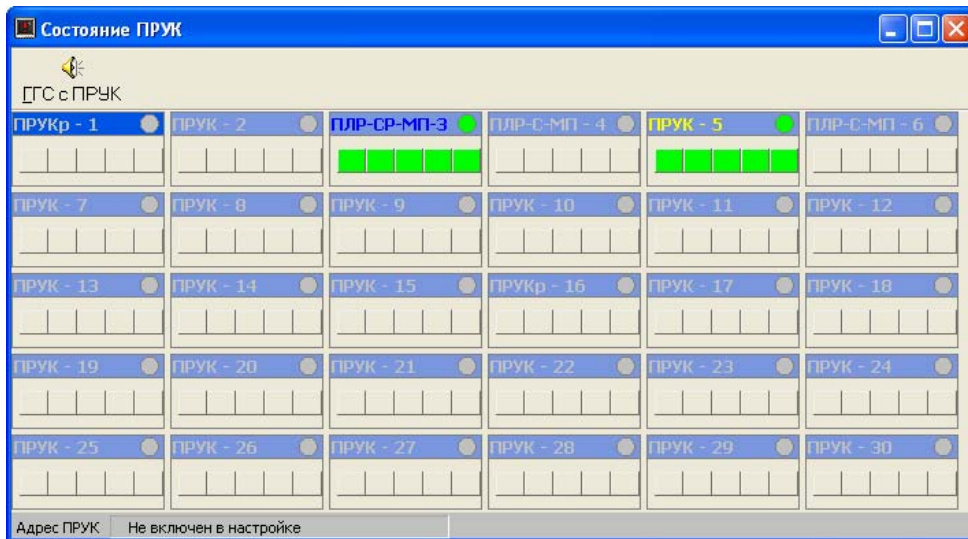 Состояние ПРУК
ГГС с ПРУК
ПРУКр - 1 ПРУК - 2 ПЛР-СР-МП-3 ПЛР-С-МП - 4 ПРУК - 5 ПЛР-С-МП - 6
ПРУК - 7 ПРУК - 8 ПРУК - 9 ПРУК - 10 ПРУК - 11 ПРУК - 12
ПРУК - 13 ПРУК - 14 ПРУК - 15 ПРУКр - 16 ПРУК - 17 ПРУК - 18
ПРУК - 19 ПРУК - 20 ПРУК - 21 ПРУК - 22 ПРУК - 23 ПРУК - 24
ПРУК - 25 ПРУК - 26 ПРУК - 27 ПРУК - 28 ПРУК - 29 ПРУК - 30
Адрес ПРУК Не включен в настройке